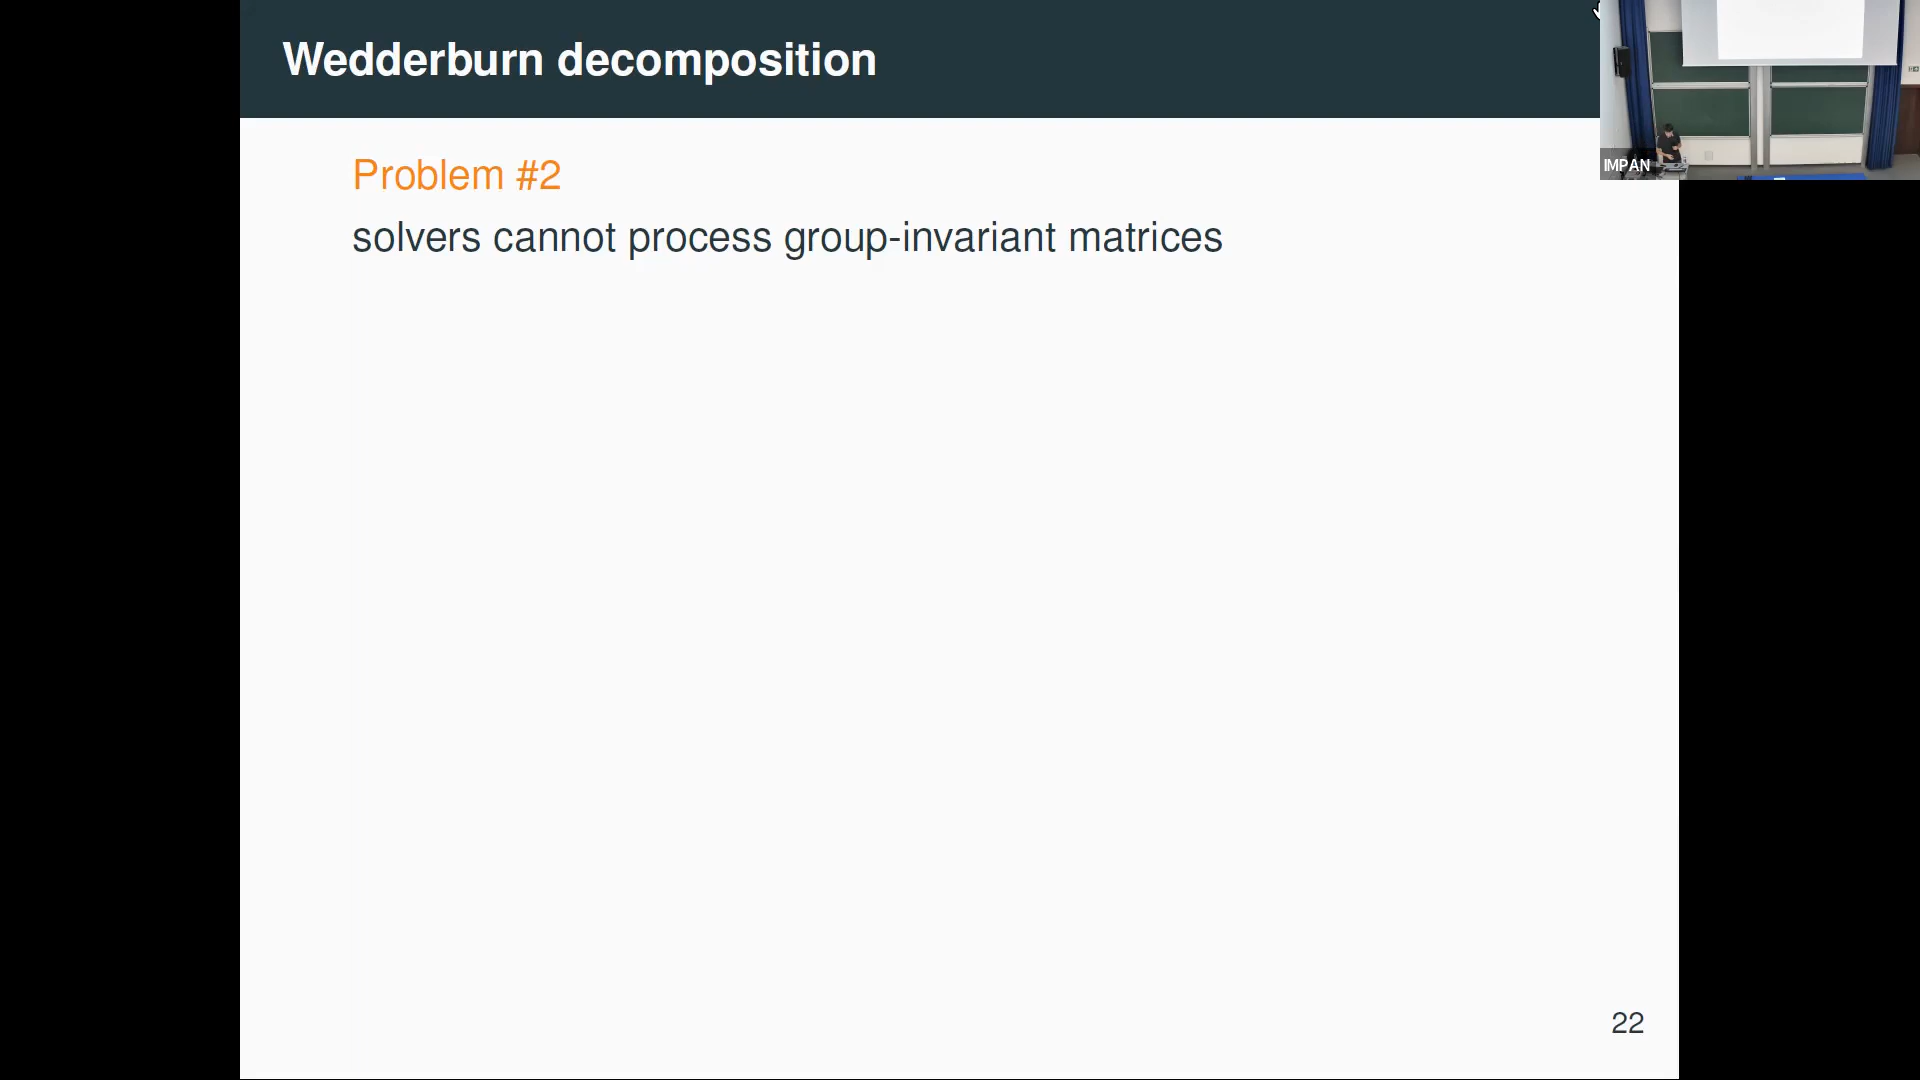 Wedderburn decomposition
IMPAN
Problem #2
solvers cannot process group-invariant matrices
22